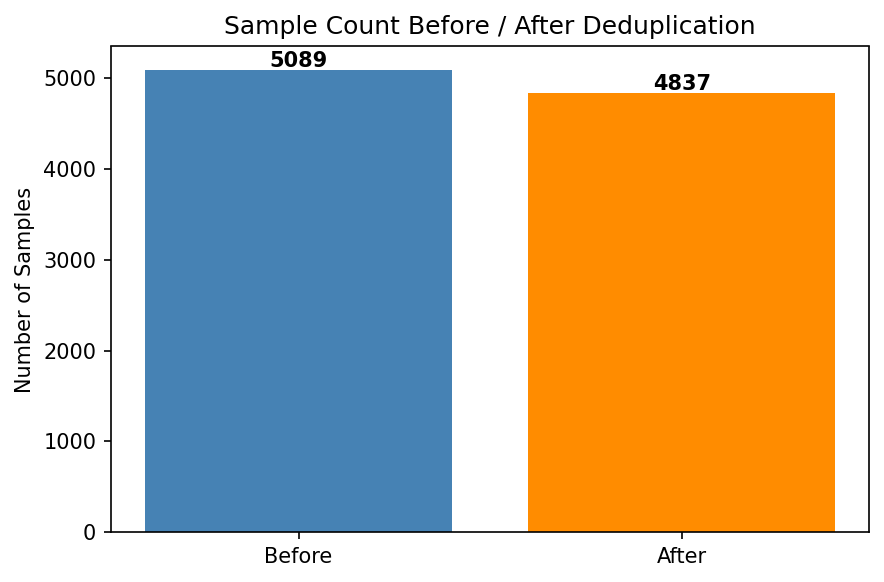 Sample Count Before / After Deduplication
Number of Samples
5000
4000
3000
2000
1000
0
5089
4837
Before
After